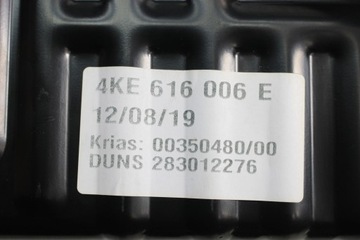 4KE 616 006 E
12/08/19
Krias: 00350480/00
DUNS 283012276